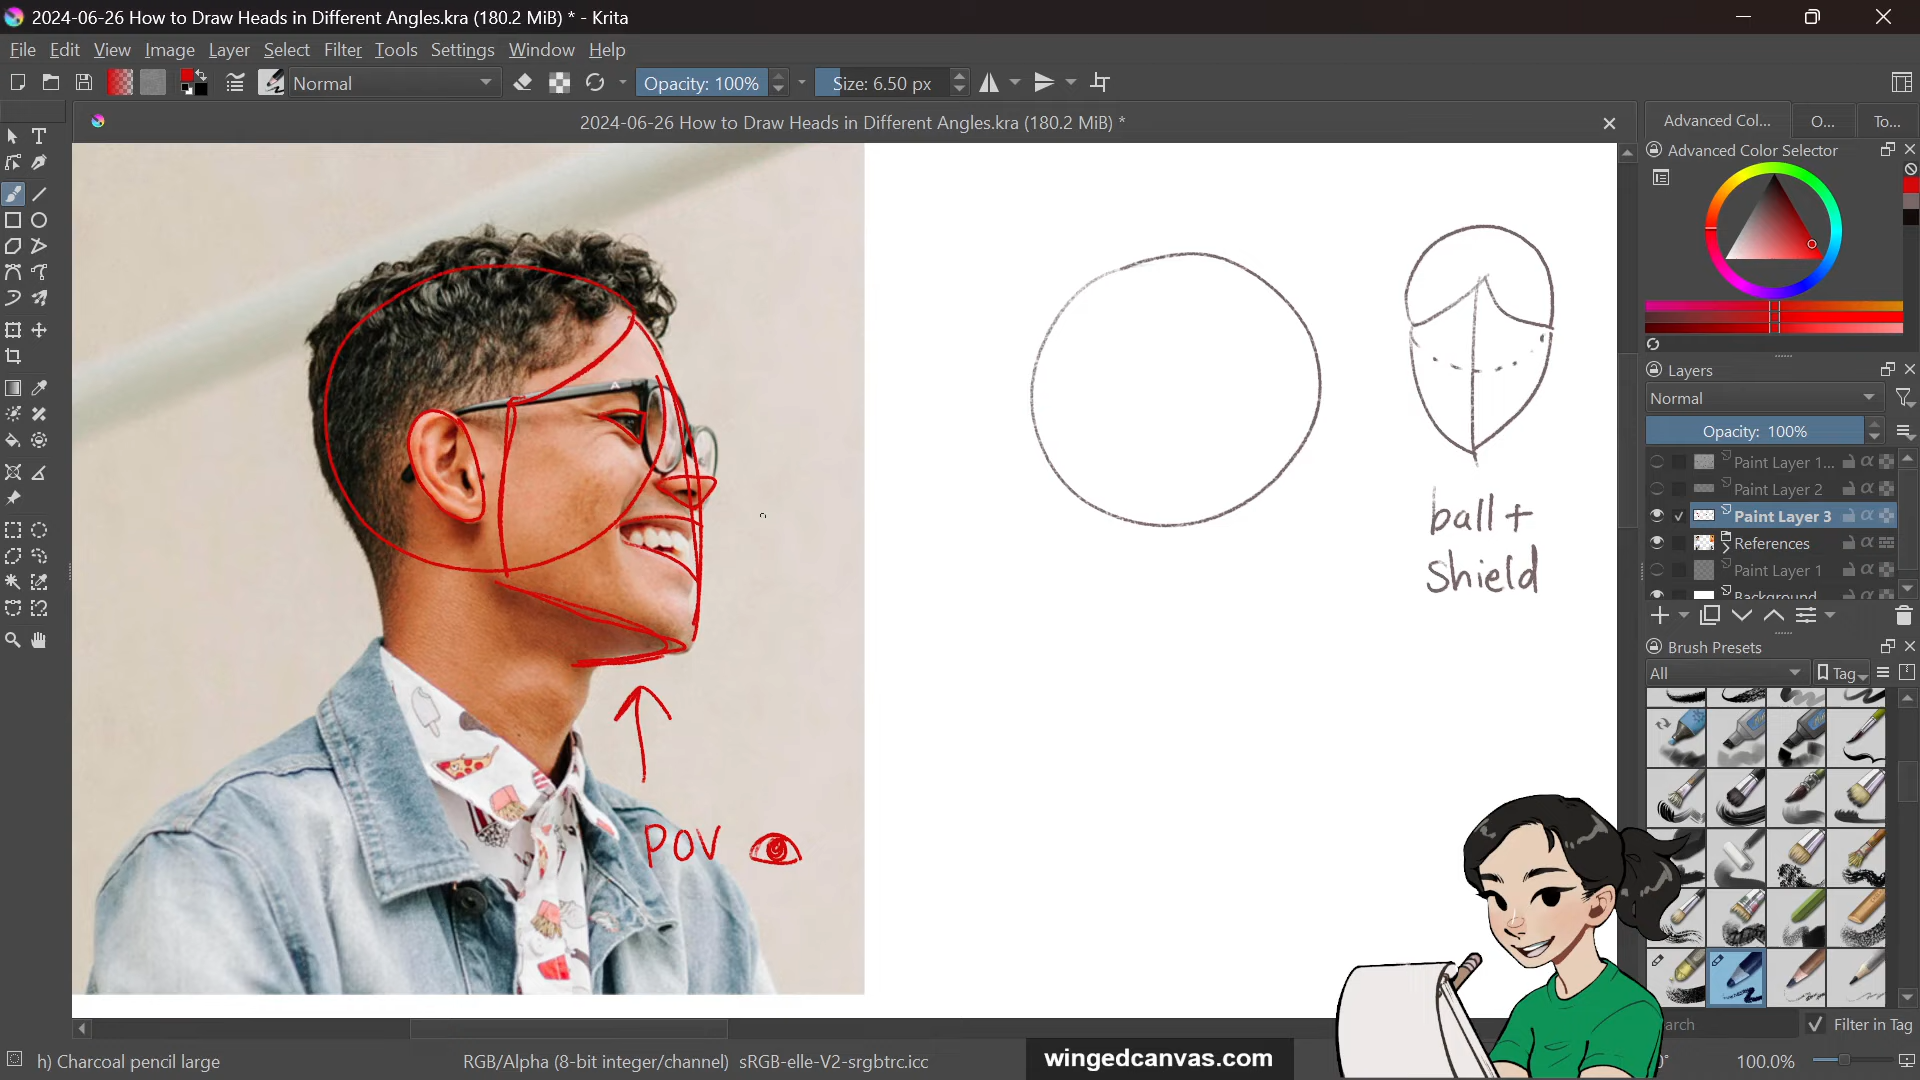 2024-06-26 How to Draw Heads in Different Angles.kra (180.2 MiB) * - Krita
File Edit View Image Layer Select Filter Tools Settings Window Help
Normal Opacity: 100% Size: 6.50 px
2024-06-26 How to Draw Heads in Different Angles.kra (180.2 MiB) *
Advanced Col... O... To...
Advanced Color Selector
Layers
Normal
Opacity: 100%
Paint Layer 1...
Paint Layer 2
Paint Layer 3
References
Paint Layer 1
Background
Brush Presets
All Tag
ball +
shield
POV
Filter in Tag
h) Charcoal pencil large
RGB/Alpha (8-bit integer/channel) sRGB-elle-V2-srgbtrc.icc
wingedcanvas.com
100.0%